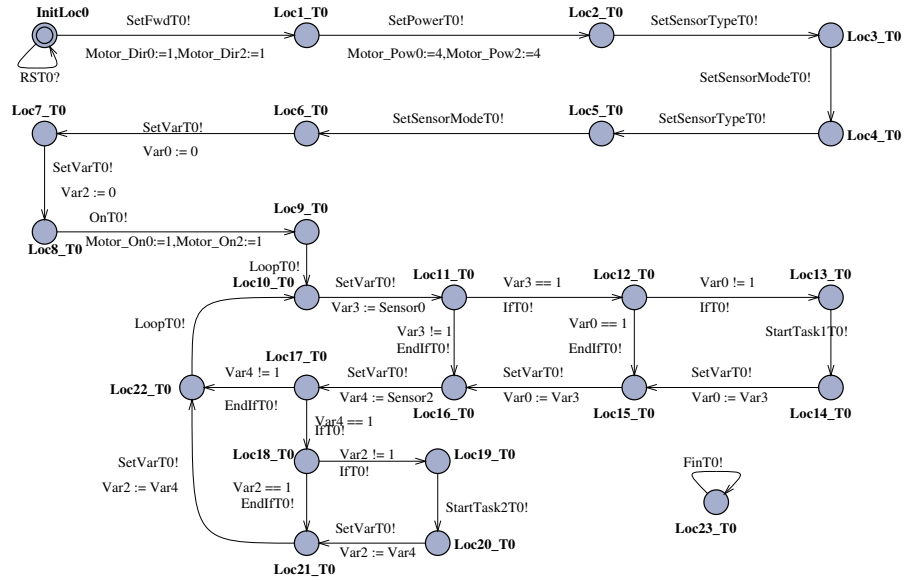 InitLoc0
SetFwdT0!
Loc1_T0
SetPowerT0!
Loc2_T0
SetSensorTypeT0!
Loc3_T0
Motor_Dir0:=1,Motor_Dir2:=1
Motor_Pow0:=4,Motor_Pow2:=4
RST0?
SetSensorModeT0!
Loc7_T0
SetVarT0!
Var0 := 0
Loc6_T0
SetSensorModeT0!
Loc5_T0
SetSensorTypeT0!
Loc4_T0
SetVarT0!
Var2 := 0
Loc8_T0
OnT0!
Motor_On0:=1,Motor_On2:=1
Loc9_T0
LoopT0!
Loc10_T0
SetVarT0!
Var3 := Sensor0
Loc11_T0
Var3 == 1
IfT0!
Loc12_T0
Var0 != 1
IfT0!
Loc13_T0
LoopT0!
Var3 != 1
EndIfT0!
Var0 == 1
EndIfT0!
StartTask1T0!
Loc22_T0
Var4 != 1
EndIfT0!
Loc17_T0
SetVarT0!
Var4 := Sensor2
Loc16_T0
SetVarT0!
Var0 := Var3
Loc15_T0
SetVarT0!
Var0 := Var3
Loc14_T0
Var4 == 1
IfT0!
SetVarT0!
Var2 := Var4
Loc18_T0
Var2 != 1
IfT0!
Loc19_T0
Var2 == 1
EndIfT0!
StartTask2T0!
FinT0!
Loc23_T0
Loc21_T0
SetVarT0!
Var2 := Var4
Loc20_T0